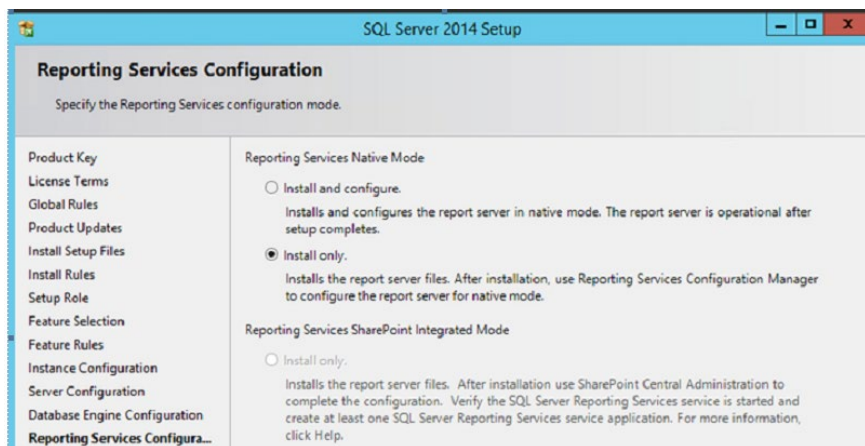 SQL Server 2014 Setup
Reporting Services Configuration
Specify the Reporting Services configuration mode.
Product Key
License Terms
Global Rules
Product Updates
Install Setup Files
Install Rules
Setup Role
Feature Selection
Feature Rules
Instance Configuration
Server Configuration
Database Engine Configuration
Reporting Services Configura...
Reporting Services Native Mode
Install and configure.
Installs and configures the report server in native mode. The report server is operational after
setup completes.
Install only.
Installs the report server files. After installation, use Reporting Services Configuration Manager
to configure the report server for native mode.
Reporting Services SharePoint Integrated Mode
Install only.
Installs the report server files. After installation use SharePoint Central Administration to
complete the configuration. Verify the SQL Server Reporting Services service is started and
create at least one SQL Server Reporting Services service application. For more information,
click Help.